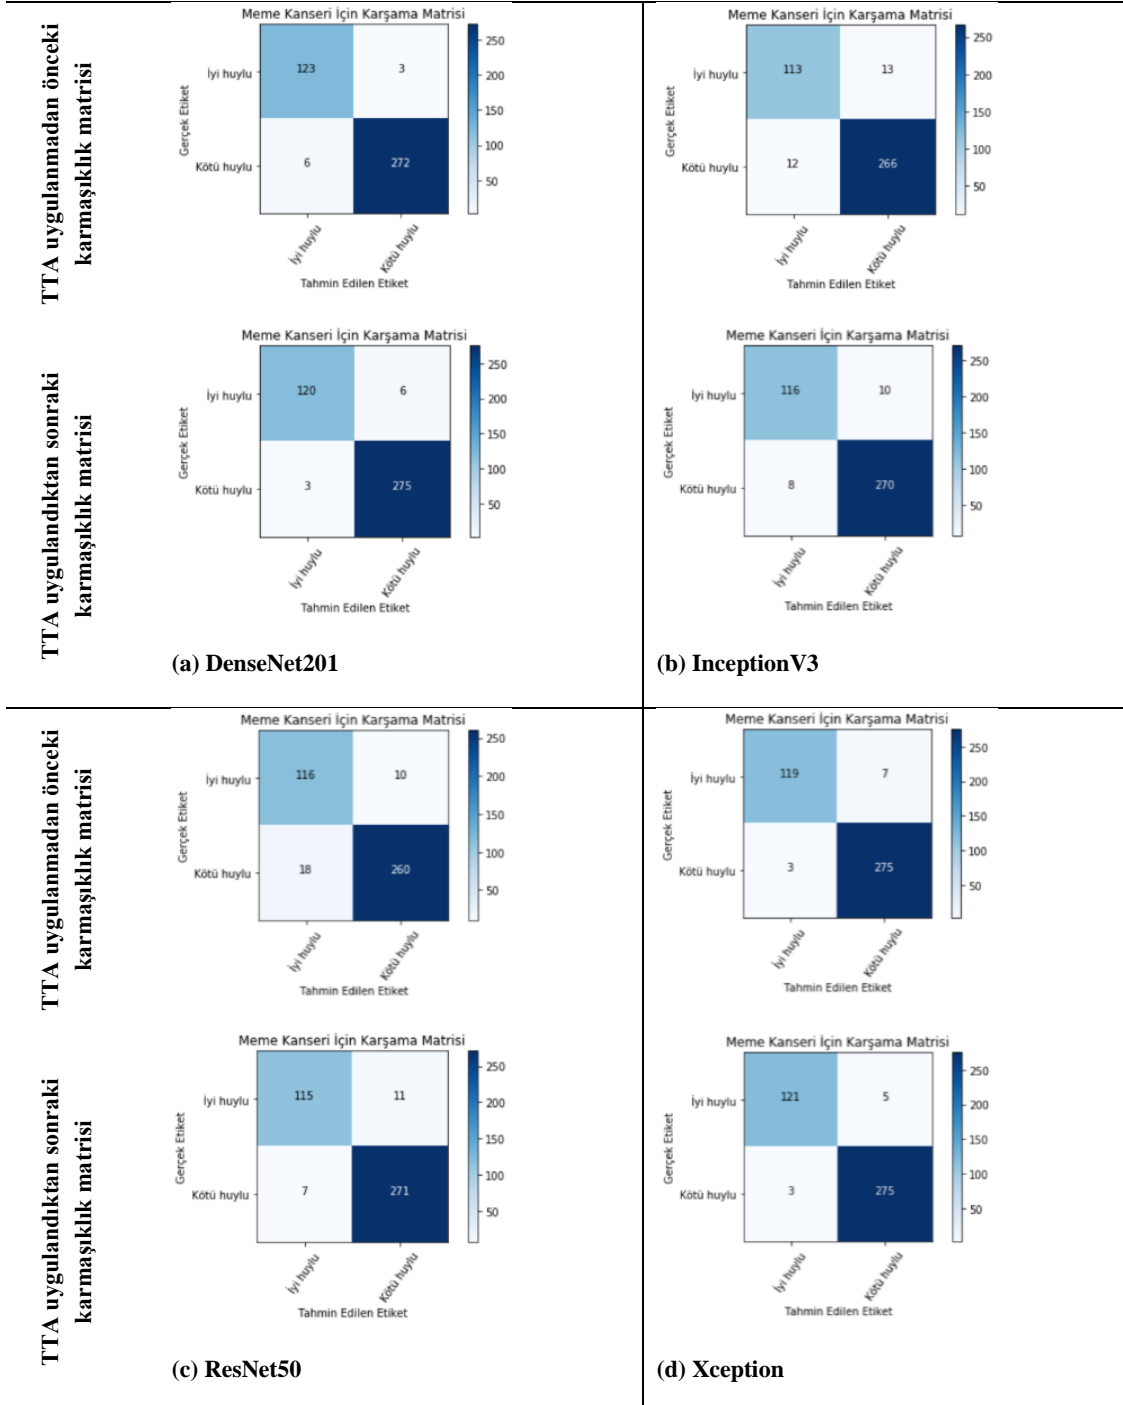 TTA uygulanmadan önceki
karmaşıklık matrisi
Meme Kanseri İçin Karşama Matrisi
Gerçek Etiket
İyi huylu
123 3
Kötü huylu
6 272
İyi huylu Kötü huylu
Tahmin Edilen Etiket
250
200
150
100
50
Meme Kanseri İçin Karşama Matrisi
Gerçek Etiket
İyi huylu
113 13
Kötü huylu
12 266
İyi huylu Kötü huylu
Tahmin Edilen Etiket
250
200
150
100
50
TTA uygulandıktan sonraki
karmaşıklık matrisi
Meme Kanseri İçin Karşama Matrisi
Gerçek Etiket
İyi huylu
120 6
Kötü huylu
3 275
İyi huylu Kötü huylu
Tahmin Edilen Etiket
250
200
150
100
50
(a) DenseNet201
Meme Kanseri İçin Karşama Matrisi
Gerçek Etiket
İyi huylu
116 10
Kötü huylu
8 270
İyi huylu Kötü huylu
Tahmin Edilen Etiket
250
200
150
100
50
(b) InceptionV3
TTA uygulanmadan önceki
karmaşıklık matrisi
Meme Kanseri İçin Karşama Matrisi
Gerçek Etiket
İyi huylu
116 10
Kötü huylu
18 260
İyi huylu Kötü huylu
Tahmin Edilen Etiket
250
200
150
100
50
Meme Kanseri İçin Karşama Matrisi
Gerçek Etiket
İyi huylu
119 7
Kötü huylu
3 275
İyi huylu Kötü huylu
Tahmin Edilen Etiket
250
200
150
100
50
TTA uygulandıktan sonraki
karmaşıklık matrisi
Meme Kanseri İçin Karşama Matrisi
Gerçek Etiket
İyi huylu
115 11
Kötü huylu
7 271
İyi huylu Kötü huylu
Tahmin Edilen Etiket
250
200
150
100
50
(c) ResNet50
Meme Kanseri İçin Karşama Matrisi
Gerçek Etiket
İyi huylu
121 5
Kötü huylu
3 275
İyi huylu Kötü huylu
Tahmin Edilen Etiket
250
200
150
100
50
(d) Xception